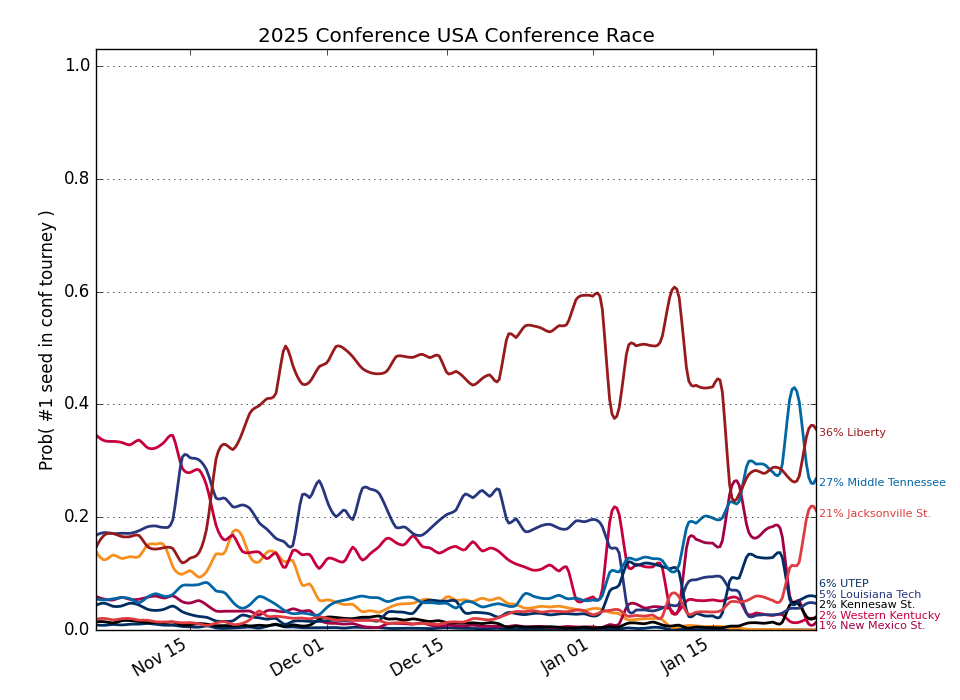 2025 Conference USA Conference Race
Prob( #1 seed in conf tourney )
1.0
0.8
0.6
0.4
0.2
0.0
Nov 15
Dec 01
Dec 15
Jan 01
Jan 15
36% Liberty
27% Middle Tennessee
21% Jacksonville St.
6% UTEP
5% Louisiana Tech
2% Kennesaw St.
2% Western Kentucky
1% New Mexico St.